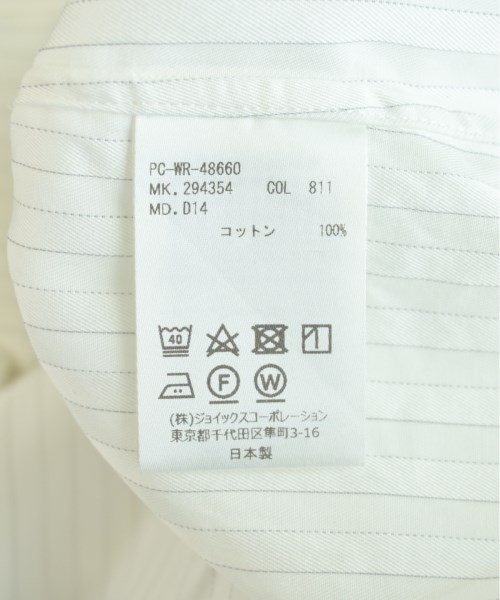 PC-WR-48660
MK. 294354 COL 811
MD. D14
コットン 100%
40
F W
(株)ジョイックスコーポレーション
東京都千代田区隼町3-16
日本製